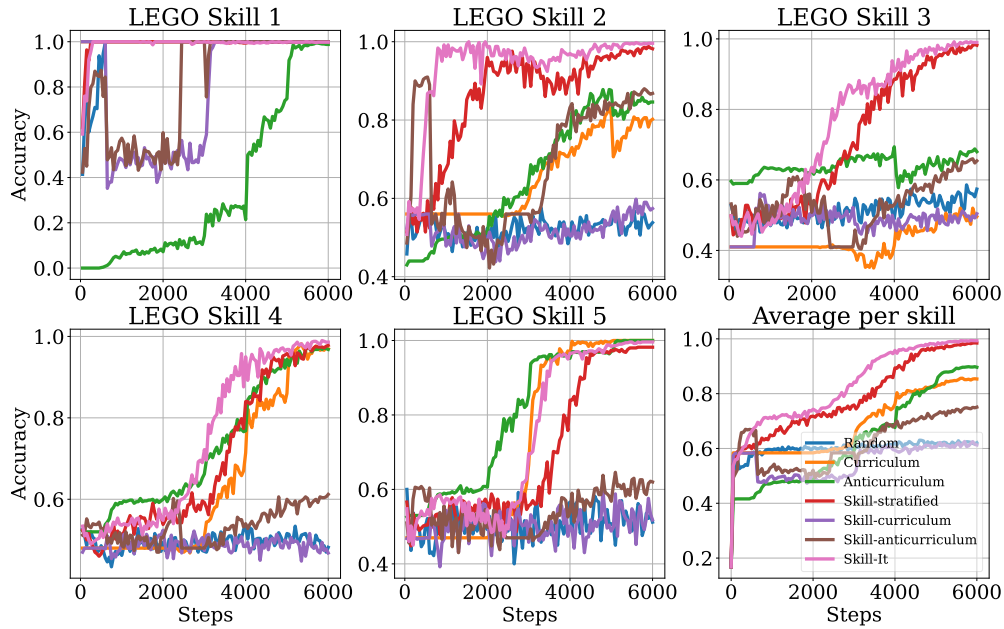 LEGO Skill 1
LEGO Skill 2
LEGO Skill 3
Accuracy
1.0
0.8
0.6
0.4
0.2
0.0
0 2000 4000 6000
1.0
0.8
0.6
0.4
0 2000 4000 6000
1.0
0.8
0.6
0.4
0 2000 4000 6000
LEGO Skill 4
LEGO Skill 5
Average per skill
Accuracy
1.0
0.8
0.6
0 2000 4000 6000
Steps
1.0
0.8
0.6
0.4
0 2000 4000 6000
Steps
1.0
0.8
0.6
0.4
0.2
Random
Curriculum
Anticurriculum
Skill-stratified
Skill-curriculum
Skill-anticurriculum
Skill-It
0 2000 4000 6000
Steps